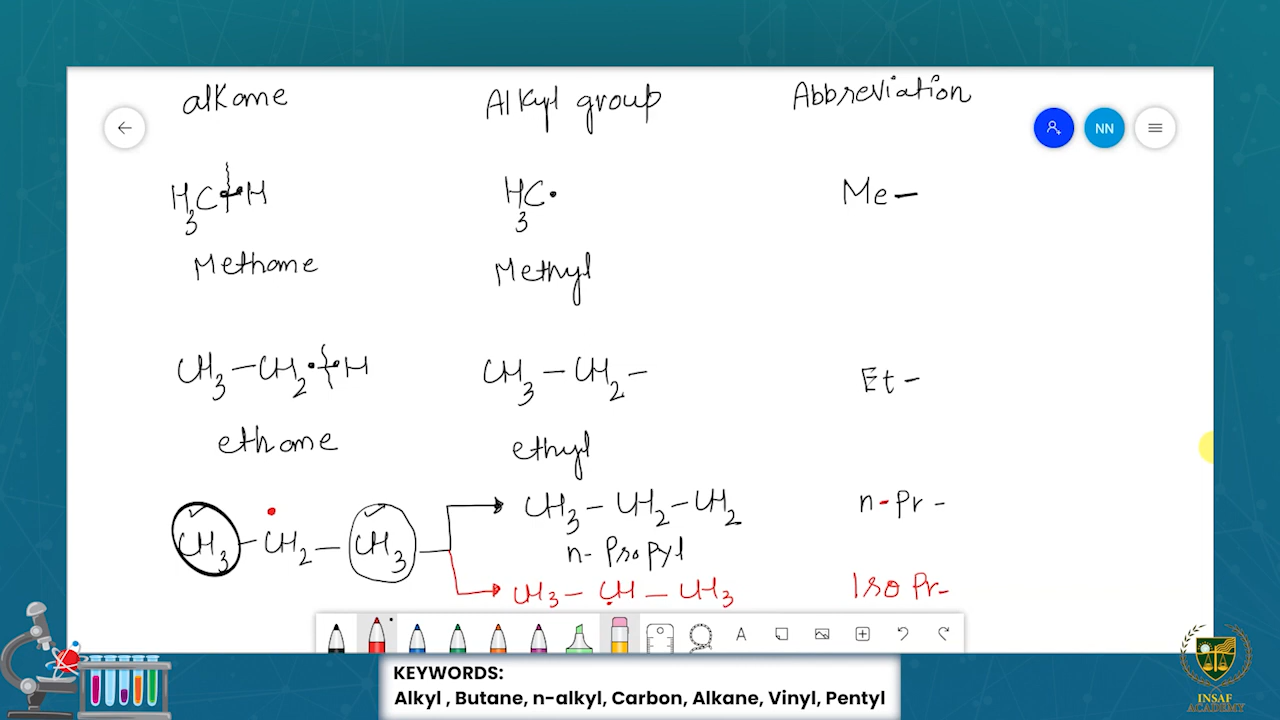 alkane Alkyl group Abbreviation
NN
H3C-H H3C• Me-
Methane Methyl
CH3-CH2•-•H CH3-CH2- Et-
ethane ethyl
CH3-CH2-CH3 CH3-CH2-CH2 n-Pr-
n-Propyl
CH3-CH-CH3 Iso Pr-
A
KEYWORDS:
Alkyl , Butane, n-alkyl, Carbon, Alkane, Vinyl, Pentyl
INSAF
ACADEMY